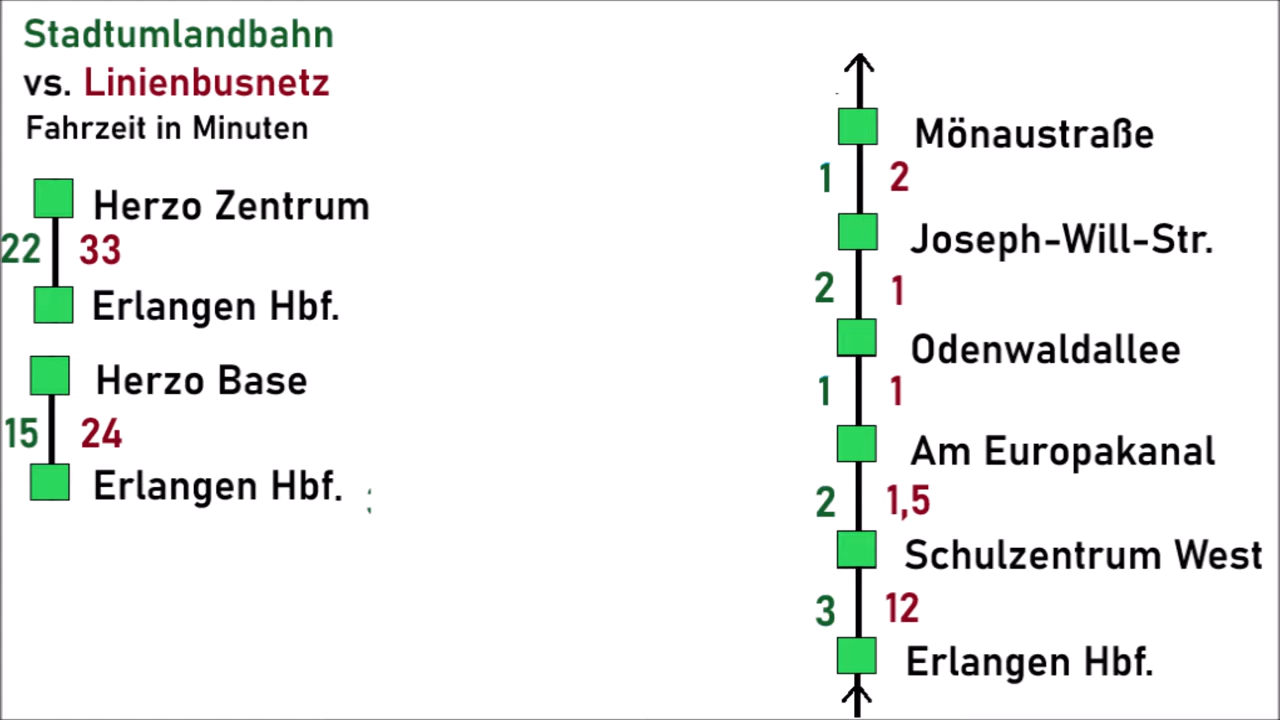 Stadtumlandbahn
vs. Linienbusnetz
Fahrzeit in Minuten
Herzo Zentrum
22 33
Erlangen Hbf.
Herzo Base
15 24
Erlangen Hbf.
Mönaustraße
1 2
Joseph-Will-Str.
2 1
Odenwaldallee
1 1
Am Europakanal
2 1,5
Schulzentrum West
3 12
Erlangen Hbf.